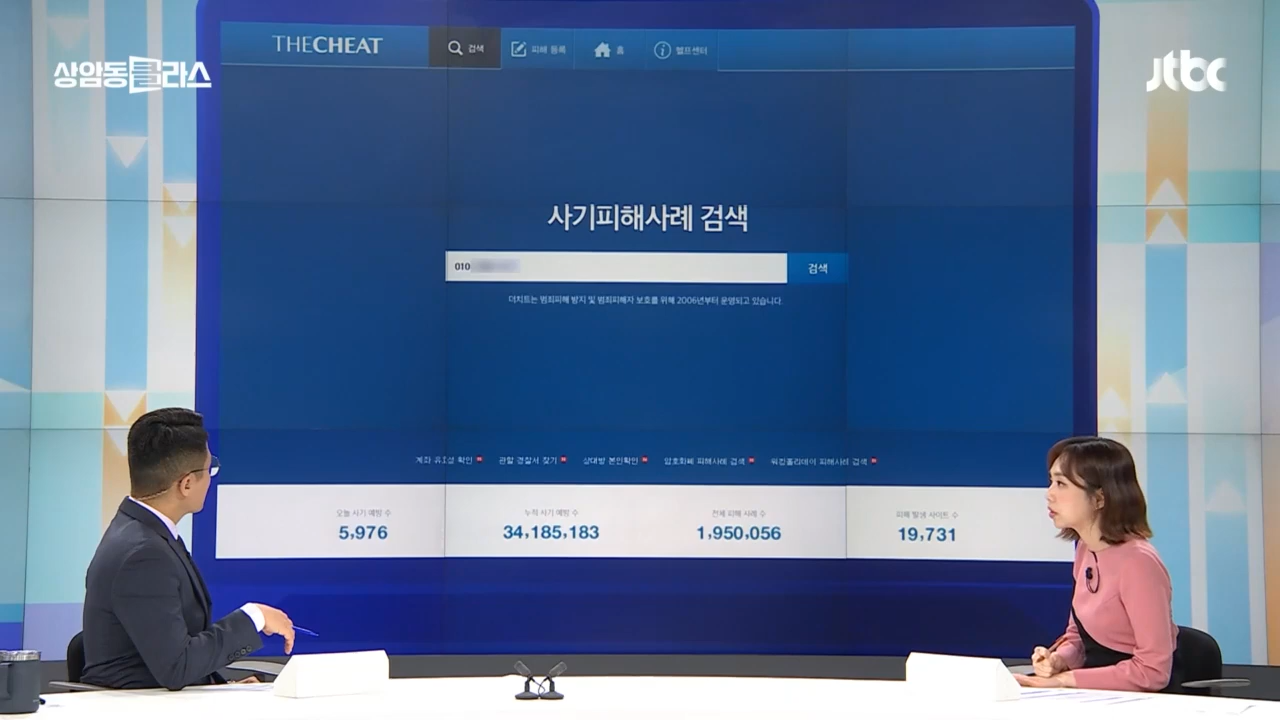 상암동클라스
jtbc
THECHEAT
검색
피해 등록
홈
헬프센터
사기피해사례 검색
010
검색
더치트는 범죄피해 방지 및 범죄피해자 보호를 위해 2006년부터 운영되고 있습니다.
계좌 유효성 확인
관할 경찰서 찾기
상대방 본인확인
암호화폐 피해사례 검색
워킹홀리데이 피해사례 검색
오늘 사기 예방 수
누적 사기 예방 수
전체 피해 사례 수
피해 발생 사이트 수
5,976
34,185,183
1,950,056
19,731